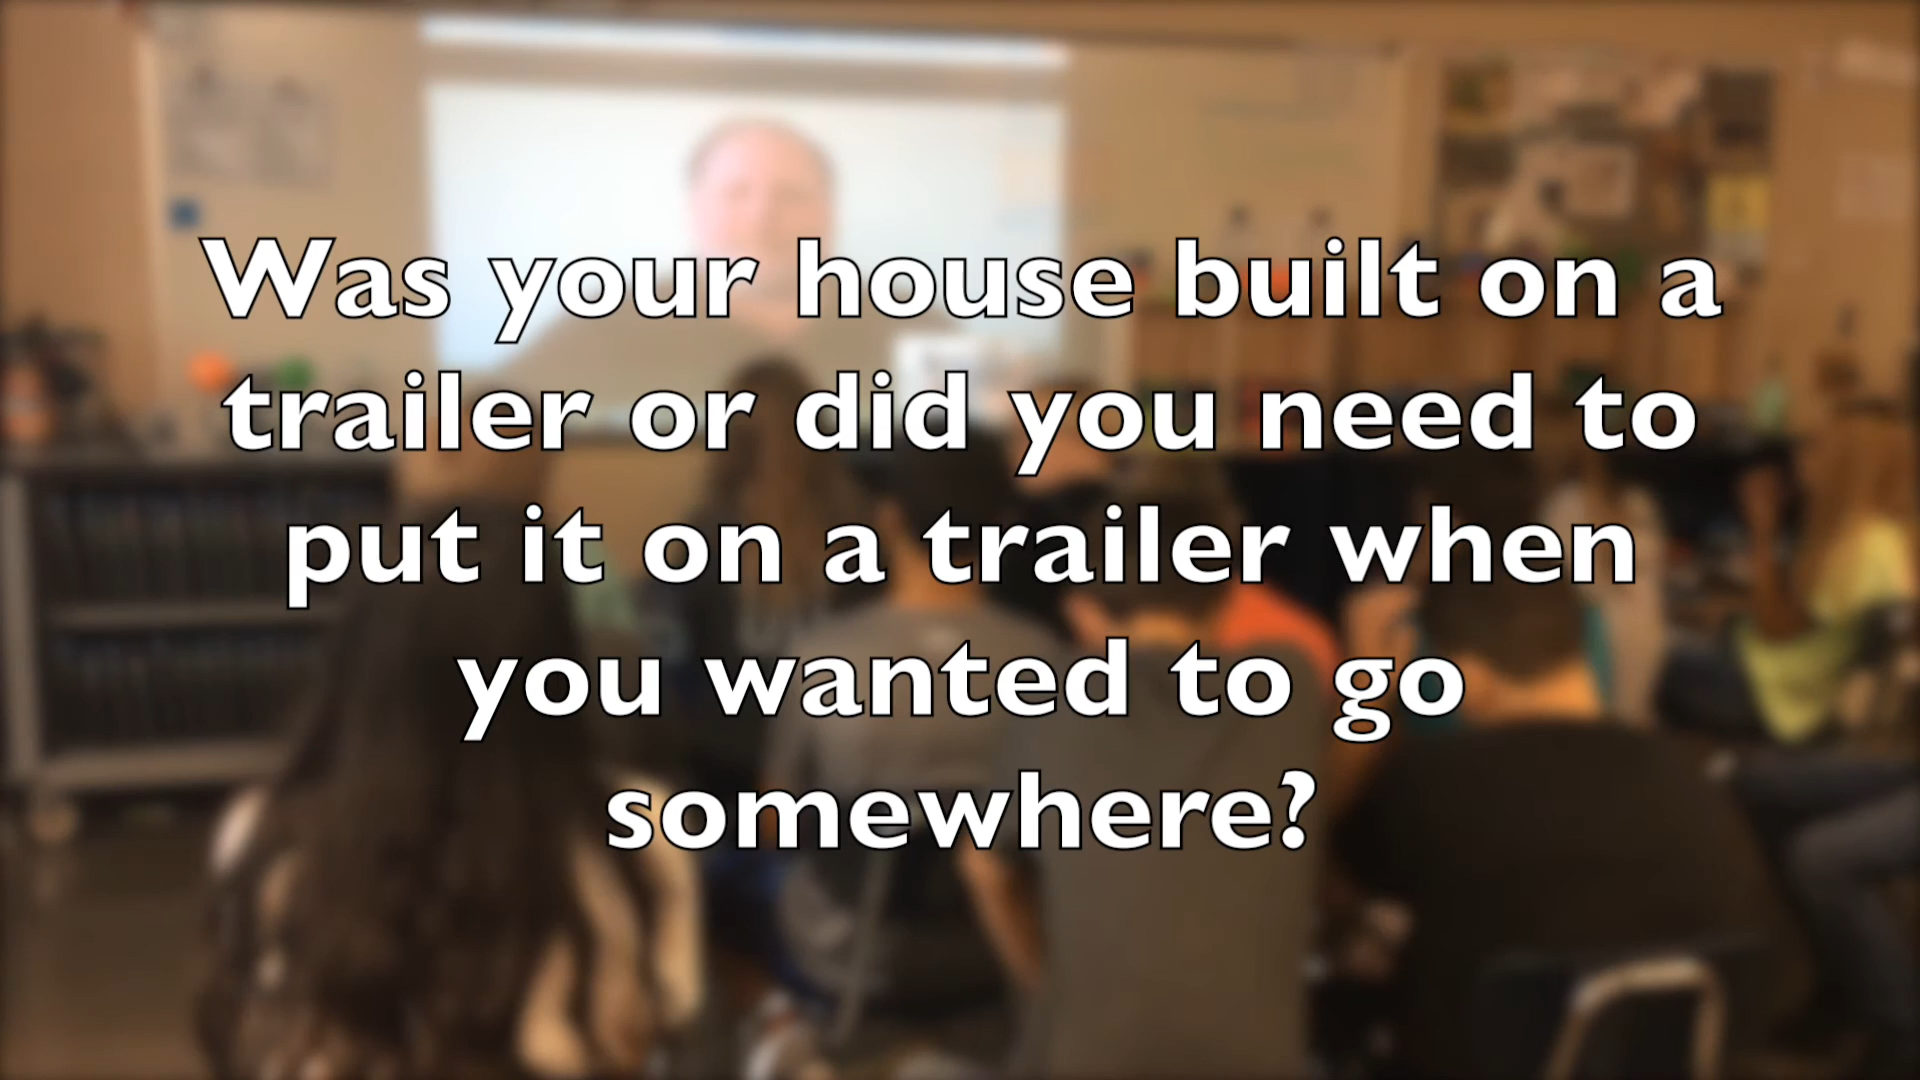 Was your house built on a
trailer or did you need to
put it on a trailer when
you wanted to go
somewhere?